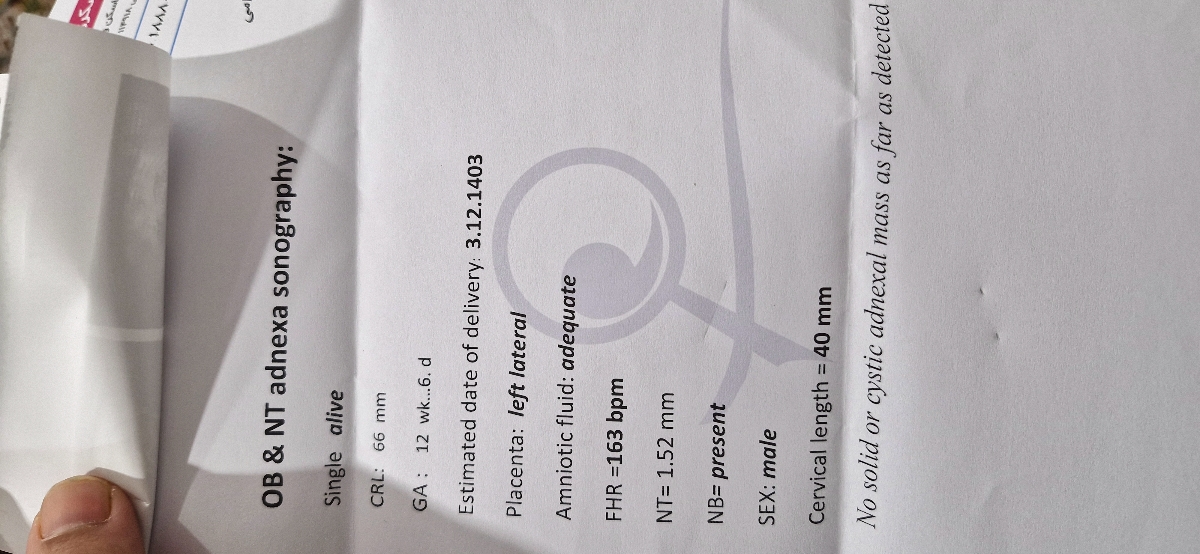 OB & NT adnexa sonography:
Single alive
CRL: 66 mm
GA : 12 wk...6. d
Estimated date of delivery: 3.12.1403
Placenta: left lateral
Amniotic fluid: adequate
FHR =163 bpm
NT= 1.52 mm
NB= present
SEX: male
Cervical length = 40 mm
No solid or cystic adnexal mass as far as detected